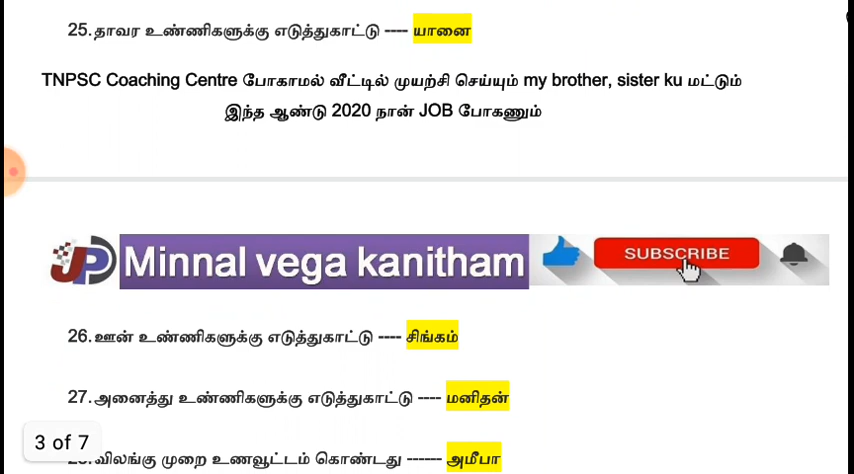 25.தாவர உண்ணிகளுக்கு எடுத்துகாட்டு ---- யானை
TNPSC Coaching Centre போகாமல் வீட்டில் முயற்சி செய்யும் my brother, sister ku மட்டும்
இந்த ஆண்டு 2020 நான் JOB போகணும்
JP Minnal vega kanitham SUBSCRIBE
26.ஊன் உண்ணிகளுக்கு எடுத்துகாட்டு ---- சிங்கம்
27.அனைத்து உண்ணிகளுக்கு எடுத்துகாட்டு ---- மனிதன்
3 of 7
விலங்கு முறை உணவூட்டம் கொண்டது ------ அமீபா